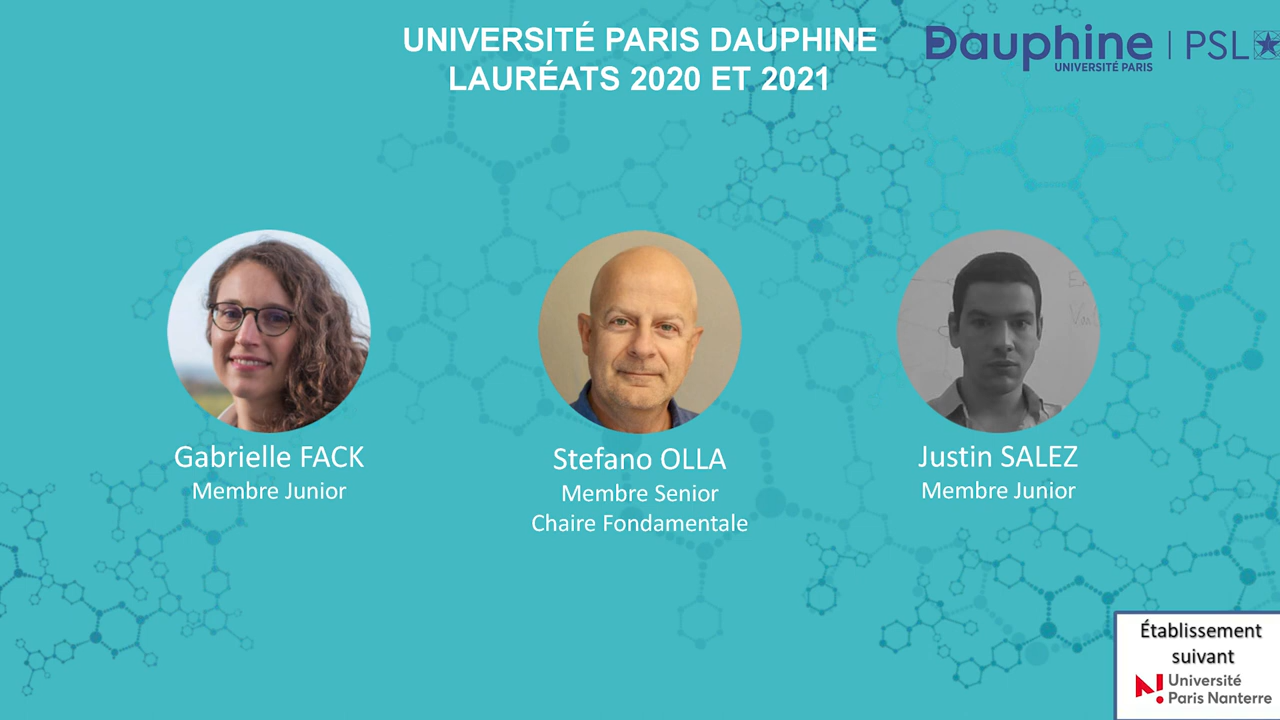 UNIVERSITÉ PARIS DAUPHINE
LAURÉATS 2020 ET 2021
Dauphine | PSL
UNIVERSITÉ PARIS
Gabrielle FACK
Membre Junior
Stefano OLLA
Membre Senior
Chaire Fondamentale
Justin SALEZ
Membre Junior
Établissement
suivant
Université
Paris Nanterre